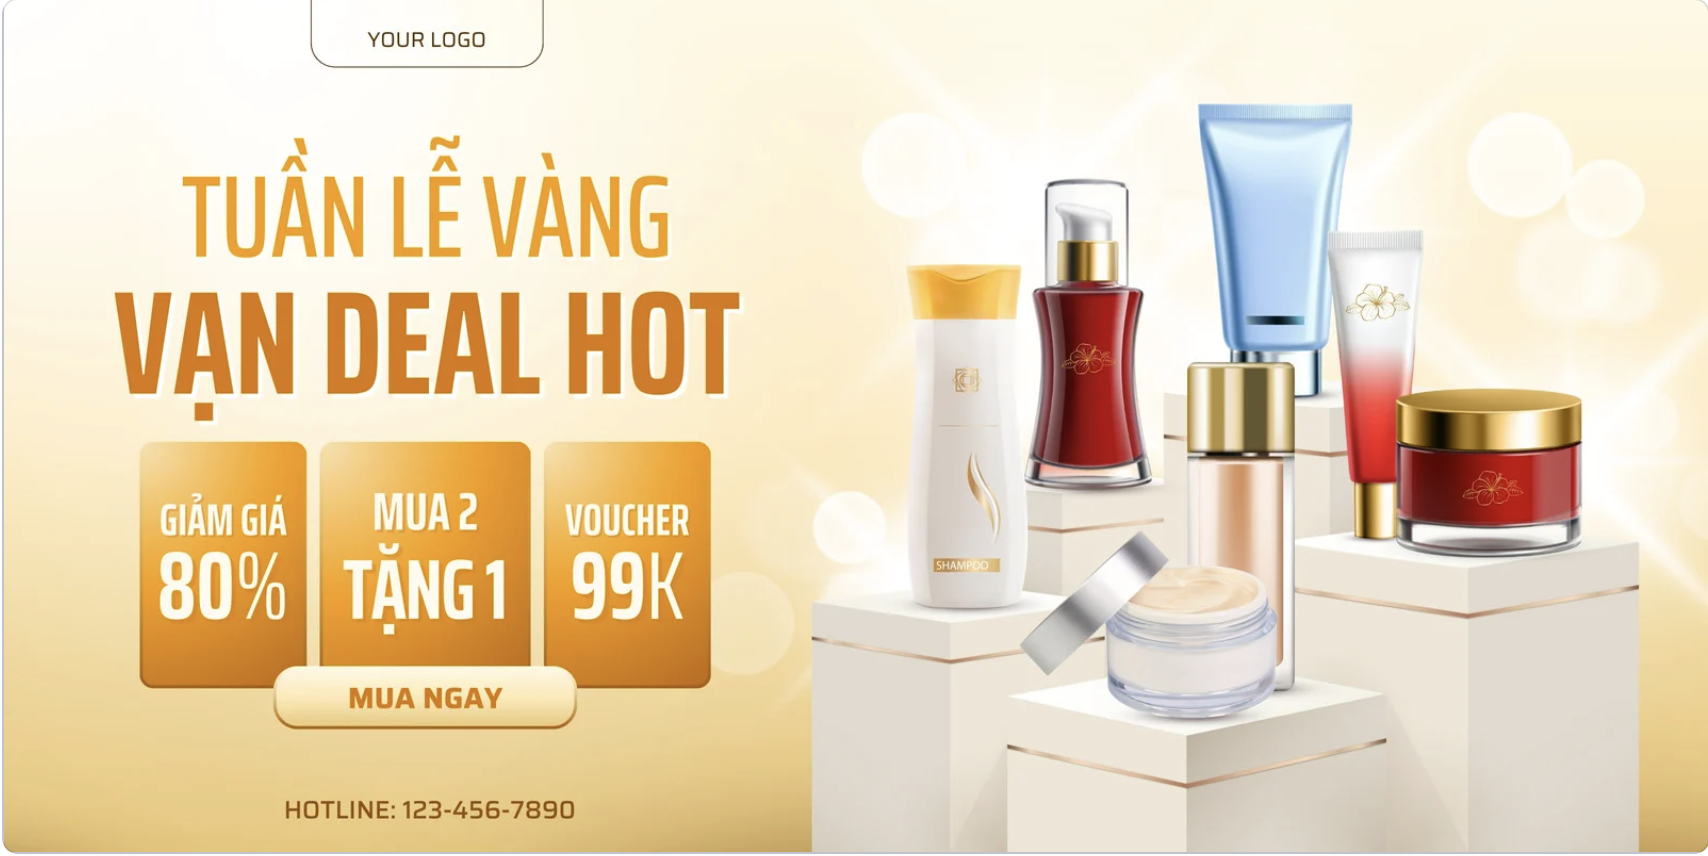 YOUR LOGO
TUẦN LỄ VÀNG
VẠN DEAL HOT
GIẢM GIÁ
80%
MUA 2
TẶNG 1
VOUCHER
99K
MUA NGAY
HOTLINE: 123-456-7890
SHAMPOO